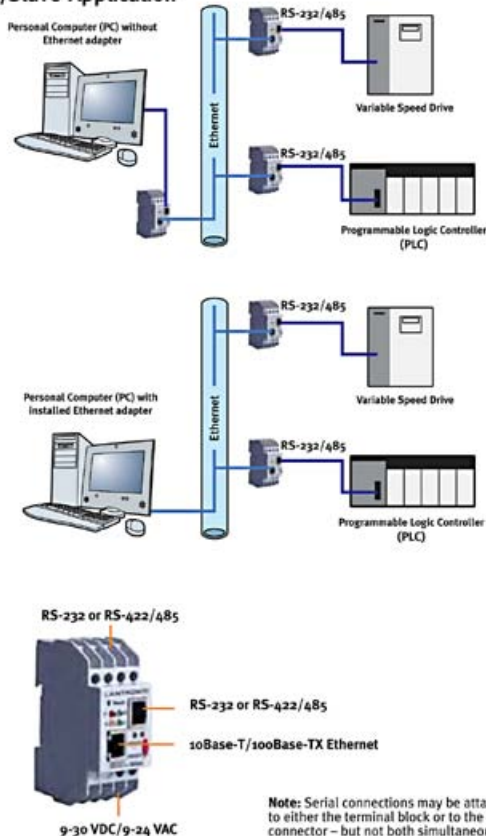 /Slave Application
Personal Computer (PC) without
Ethernet adapter
Ethernet
RS-232/485
Variable Speed Drive
RS-232/485
Programmable Logic Controller
(PLC)
Personal Computer (PC) with
installed Ethernet adapter
Ethernet
RS-232/485
Variable Speed Drive
RS-232/485
Programmable Logic Controller
(PLC)
RS-232 or RS-422/485
LANTRONIX
RS-232 or RS-422/485
10Base-T/100Base-TX Ethernet
9-30 VDC/9-24 VAC
Note: Serial connections may be atta
to either the terminal block or to the
connector – but not both simultaneou